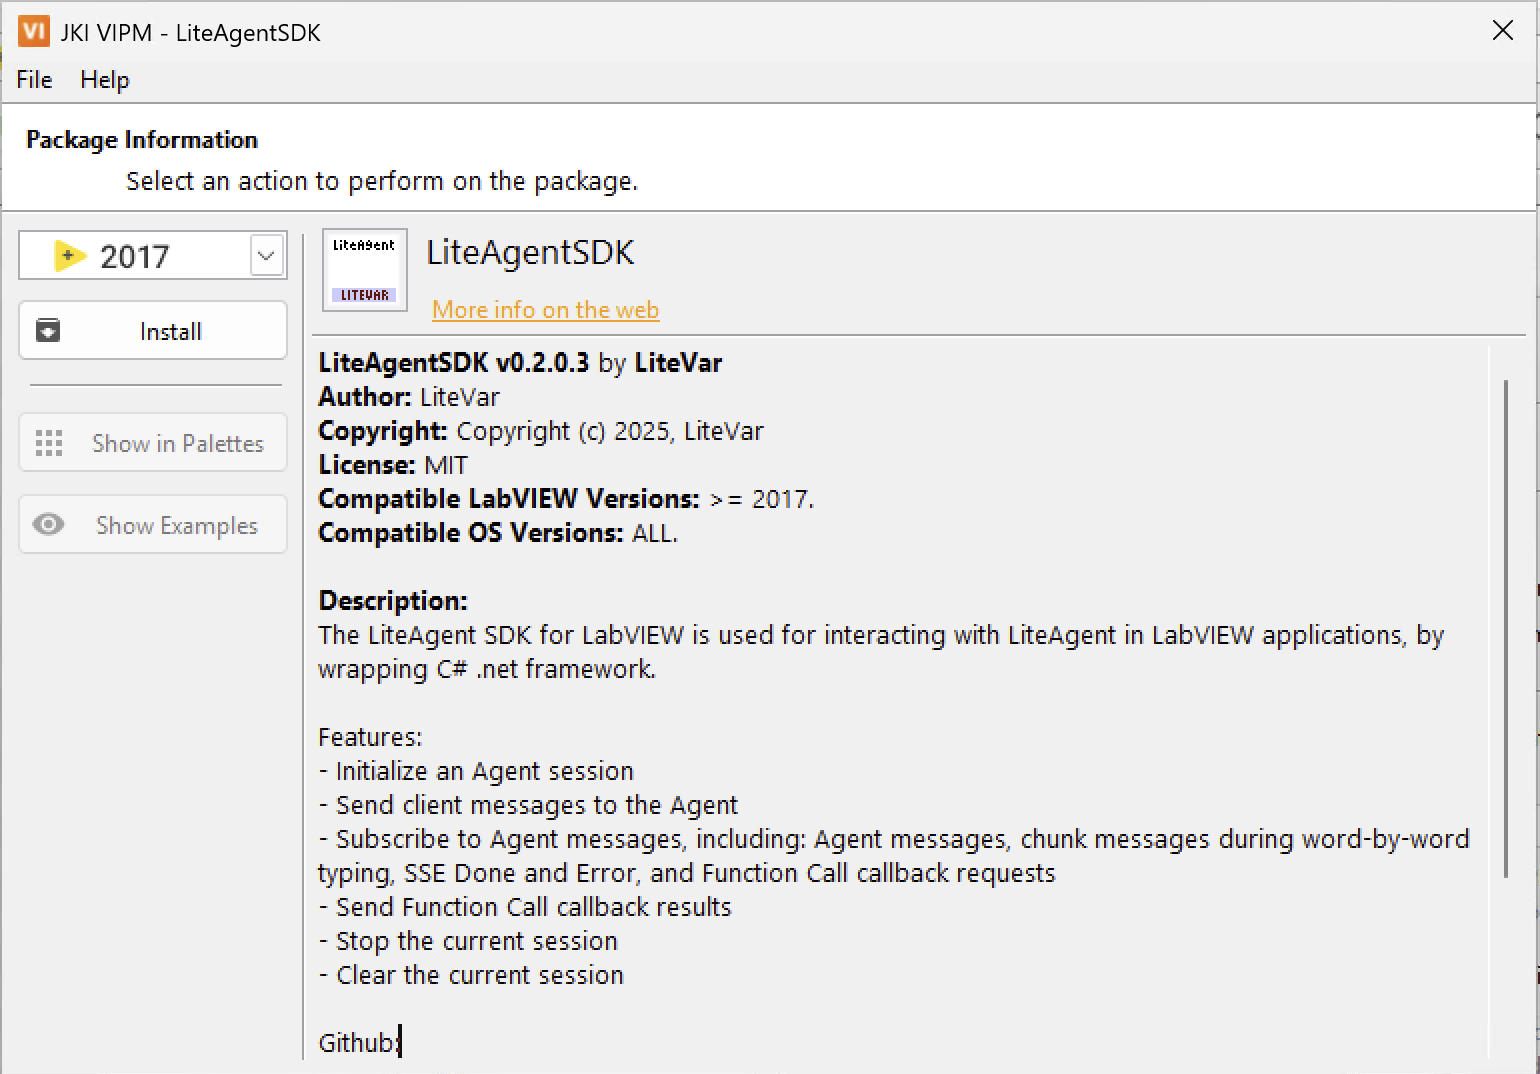 VI JKI VIPM - LiteAgentSDK
File Help
Package Information
Select an action to perform on the package.
2017
Install
Show in Palettes
Show Examples
LiteAgent
LITEVAR
LiteAgentSDK
More info on the web
LiteAgentSDK v0.2.0.3 by LiteVar
Author: LiteVar
Copyright: Copyright (c) 2025, LiteVar
License: MIT
Compatible LabVIEW Versions: >= 2017.
Compatible OS Versions: ALL.
Description:
The LiteAgent SDK for LabVIEW is used for interacting with LiteAgent in LabVIEW applications, by
wrapping C# .net framework.
Features:
- Initialize an Agent session
- Send client messages to the Agent
- Subscribe to Agent messages, including: Agent messages, chunk messages during word-by-word
typing, SSE Done and Error, and Function Call callback requests
- Send Function Call callback results
- Stop the current session
- Clear the current session
Github: